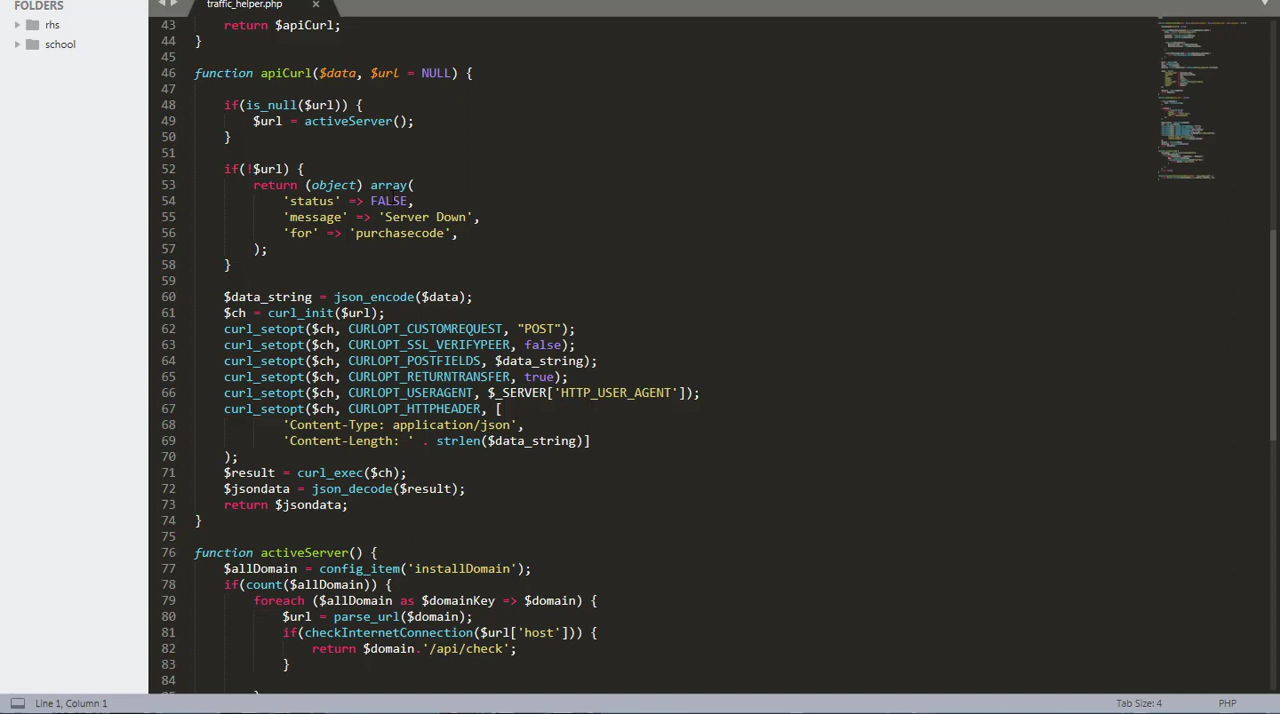 FOLDERS
rhs
school
traffic_helper.php ×
43 return $apiCurl;
44 }
45
46 function apiCurl($data, $url = NULL) {
47
48 if(is_null($url)) {
49 $url = activeServer();
50 }
51
52 if(!$url) {
53 return (object) array(
54 'status' => FALSE,
55 'message' => 'Server Down',
56 'for' => 'purchasecode',
57 );
58 }
59
60 $data_string = json_encode($data);
61 $ch = curl_init($url);
62 curl_setopt($ch, CURLOPT_CUSTOMREQUEST, "POST");
63 curl_setopt($ch, CURLOPT_SSL_VERIFYPEER, false);
64 curl_setopt($ch, CURLOPT_POSTFIELDS, $data_string);
65 curl_setopt($ch, CURLOPT_RETURNTRANSFER, true);
66 curl_setopt($ch, CURLOPT_USERAGENT, $_SERVER['HTTP_USER_AGENT']);
67 curl_setopt($ch, CURLOPT_HTTPHEADER, [
68 'Content-Type: application/json',
69 'Content-Length: ' . strlen($data_string)]
70 );
71 $result = curl_exec($ch);
72 $jsondata = json_decode($result);
73 return $jsondata;
74 }
75
76 function activeServer() {
77 $allDomain = config_item('installDomain');
78 if(count($allDomain)) {
79 foreach ($allDomain as $domainKey => $domain) {
80 $url = parse_url($domain);
81 if(checkInternetConnection($url['host'])) {
82 return $domain.'/api/check';
83 }
84
Line 1, Column 1
Tab Size: 4
PHP